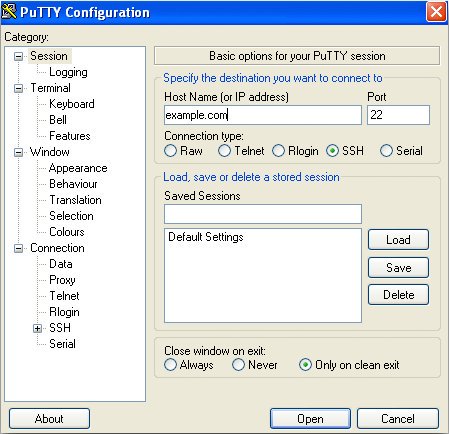 PuTTY Configuration
Category:
Session
Logging
Terminal
Keyboard
Bell
Features
Window
Appearance
Behaviour
Translation
Selection
Colours
Connection
Data
Proxy
Telnet
Rlogin
SSH
Serial
Basic options for your PuTTY session
Specify the destination you want to connect to
Host Name (or IP address) Port
example.com 22
Connection type:
Raw Telnet Rlogin SSH Serial
Load, save or delete a stored session
Saved Sessions
Default Settings
Load
Save
Delete
Close window on exit:
Always Never Only on clean exit
About Open Cancel